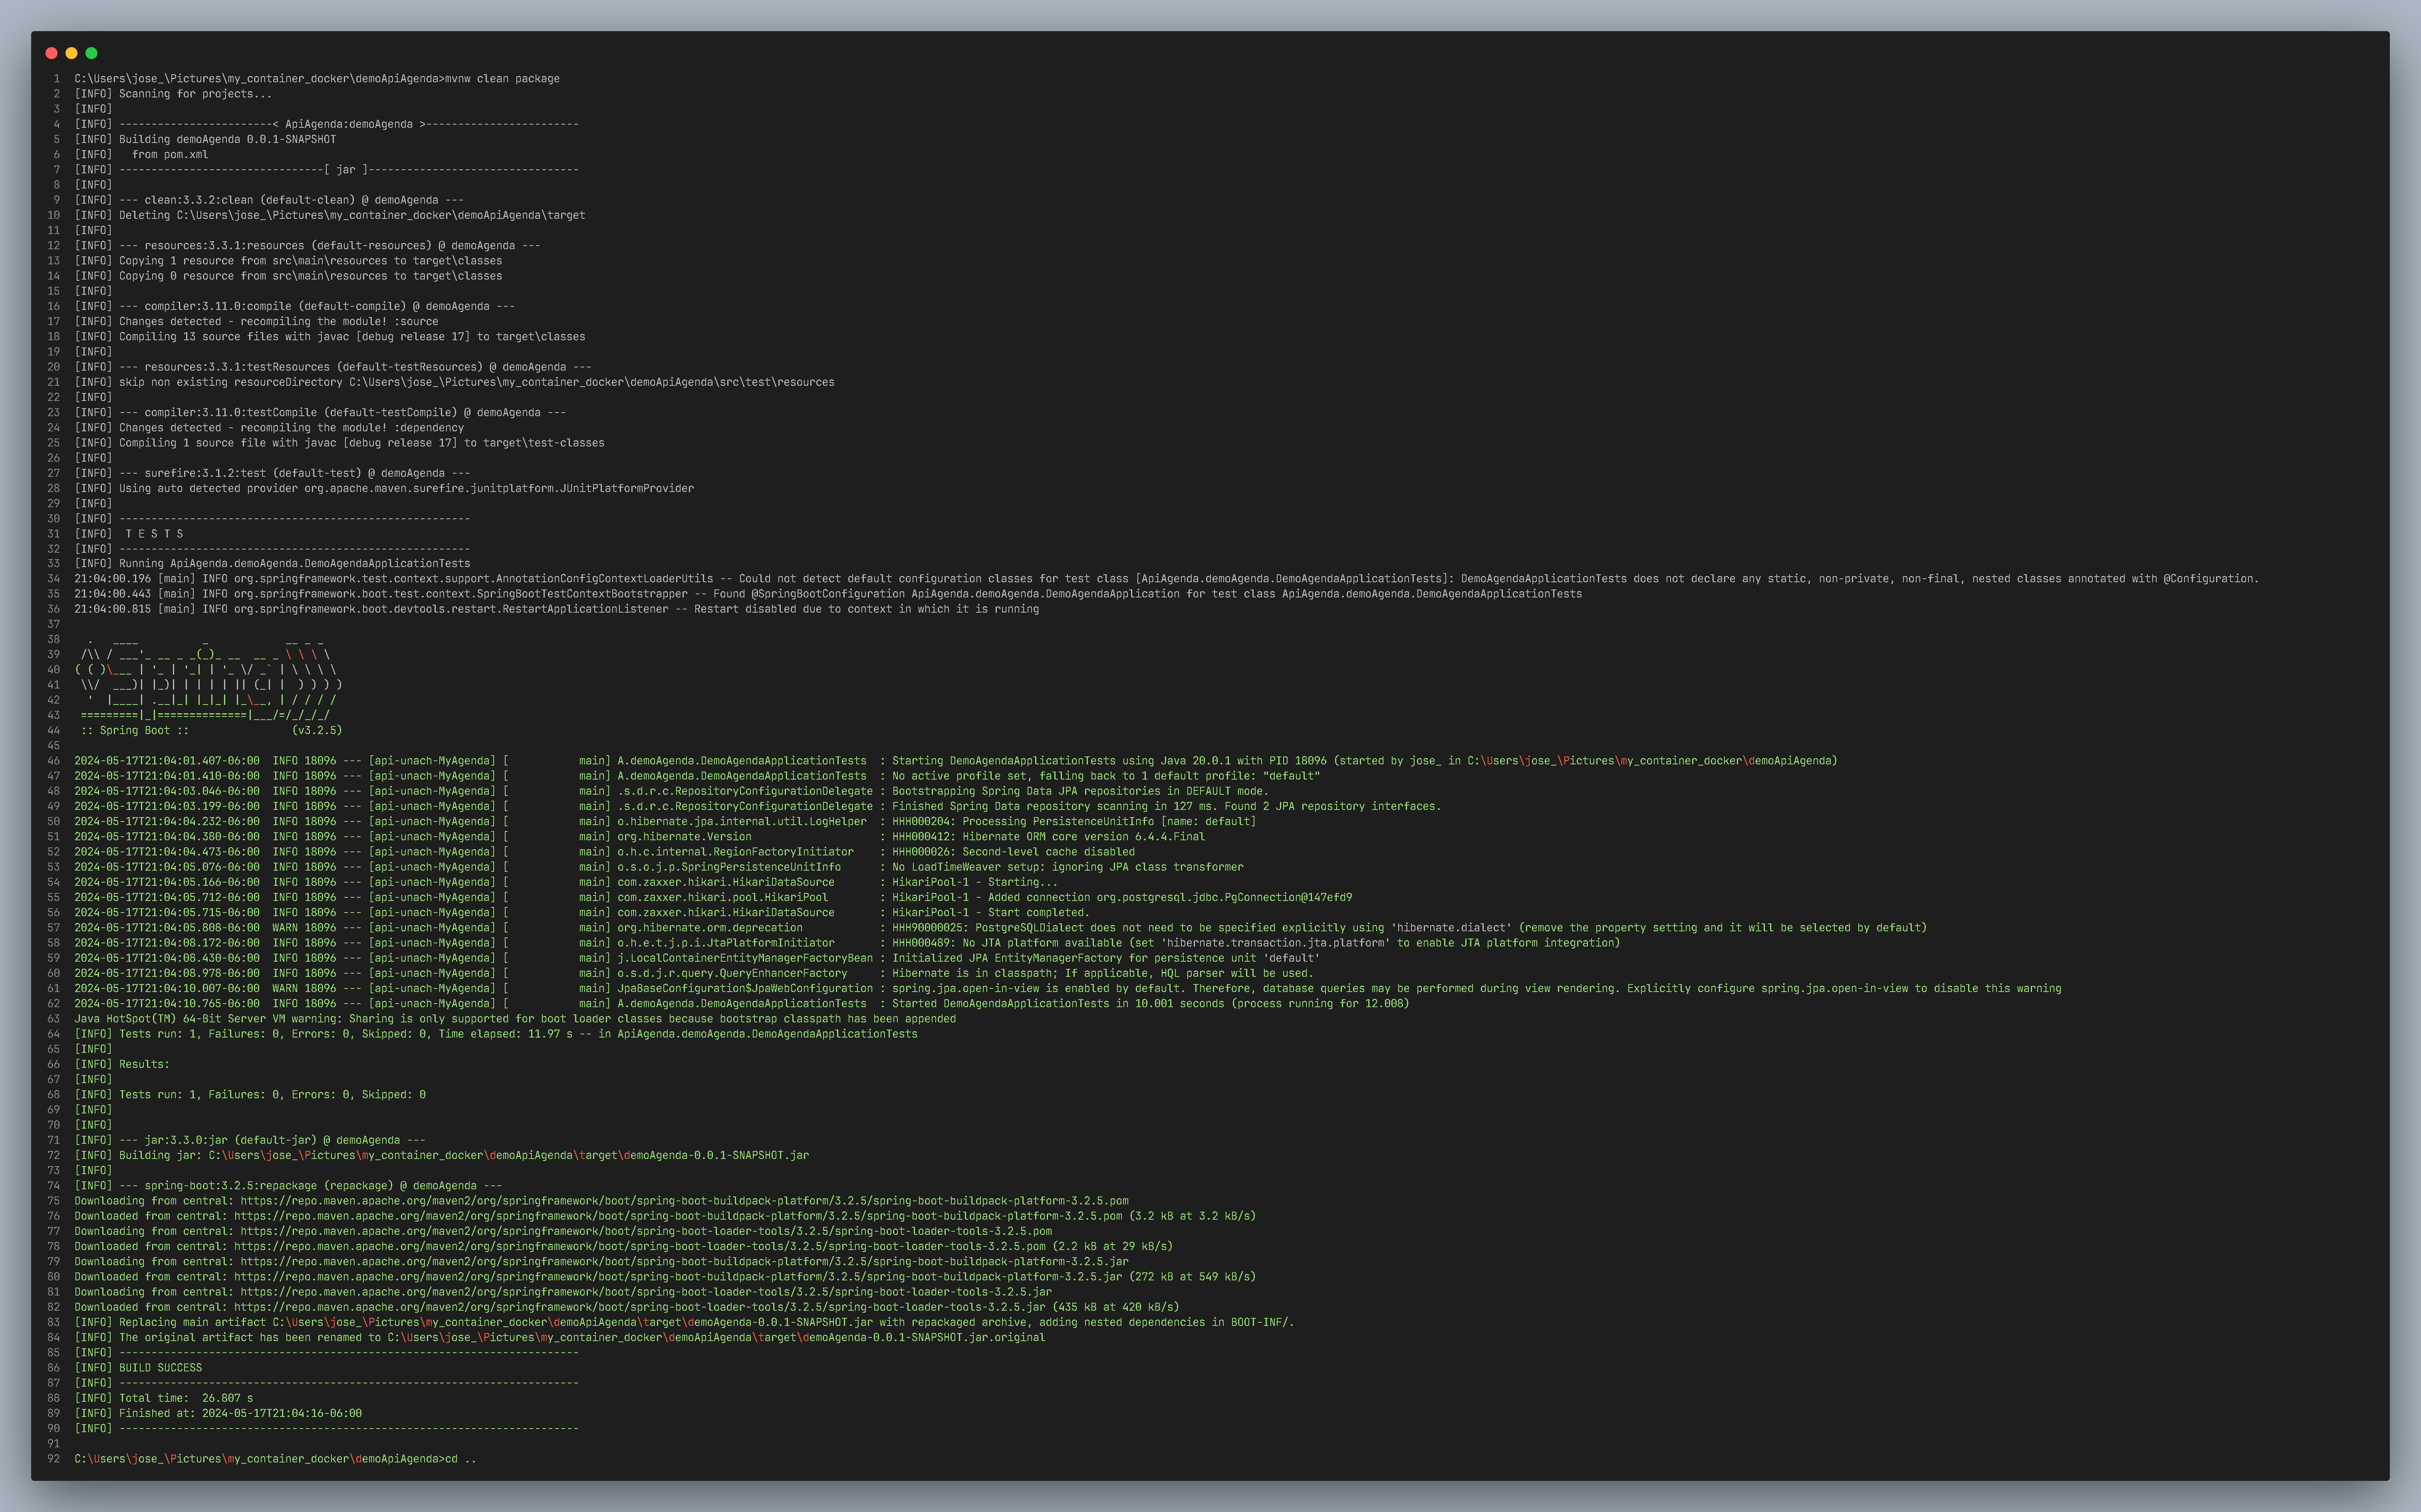 1 C:\Users\jose_\Pictures\my_container_docker\demoApiAgenda>mvnw clean package
2 [INFO] Scanning for projects...
3 [INFO]
4 [INFO] ------------------------< ApiAgenda:demoAgenda >------------------------
5 [INFO] Building demoAgenda 0.0.1-SNAPSHOT
6 [INFO]   from pom.xml
7 [INFO] --------------------------------[ jar ]---------------------------------
8 [INFO]
9 [INFO] --- clean:3.3.2:clean (default-clean) @ demoAgenda ---
10 [INFO] Deleting C:\Users\jose_\Pictures\my_container_docker\demoApiAgenda\target
11 [INFO]
12 [INFO] --- resources:3.3.1:resources (default-resources) @ demoAgenda ---
13 [INFO] Copying 1 resource from src\main\resources to target\classes
14 [INFO] Copying 0 resource from src\main\resources to target\classes
15 [INFO]
16 [INFO] --- compiler:3.11.0:compile (default-compile) @ demoAgenda ---
17 [INFO] Changes detected - recompiling the module! :source
18 [INFO] Compiling 13 source files with javac [debug release 17] to target\classes
19 [INFO]
20 [INFO] --- resources:3.3.1:testResources (default-testResources) @ demoAgenda ---
21 [INFO] skip non existing resourceDirectory C:\Users\jose_\Pictures\my_container_docker\demoApiAgenda\src\test\resources
22 [INFO]
23 [INFO] --- compiler:3.11.0:testCompile (default-testCompile) @ demoAgenda ---
24 [INFO] Changes detected - recompiling the module! :dependency
25 [INFO] Compiling 1 source file with javac [debug release 17] to target\test-classes
26 [INFO]
27 [INFO] --- surefire:3.1.2:test (default-test) @ demoAgenda ---
28 [INFO] Using auto detected provider org.apache.maven.surefire.junitplatform.JUnitPlatformProvider
29 [INFO]
30 [INFO] -------------------------------------------------------
31 [INFO]  T E S T S
32 [INFO] -------------------------------------------------------
33 [INFO] Running ApiAgenda.demoAgenda.DemoAgendaApplicationTests
34 21:04:00.196 [main] INFO org.springframework.test.context.support.AnnotationConfigContextLoaderUtils -- Could not detect default configuration classes for test class [ApiAgenda.demoAgenda.DemoAgendaApplicationTests]: DemoAgendaApplicationTests does not declare any static, non-private, non-final, nested classes annotated with @Configuration.
35 21:04:00.443 [main] INFO org.springframework.boot.test.context.SpringBootTestContextBootstrapper -- Found @SpringBootConfiguration ApiAgenda.demoAgenda.DemoAgendaApplication for test class ApiAgenda.demoAgenda.DemoAgendaApplicationTests
36 21:04:00.815 [main] INFO org.springframework.boot.devtools.restart.RestartApplicationListener -- Restart disabled due to context in which it is running
37
38   .   ____          _            __ _ _
39  /\\ / ___'_ __ _ _(_)_ __  __ _ \ \ \ \
40 ( ( )\___ | '_ | '_| | '_ \/ _` | \ \ \ \
41  \\/  ___)| |_)| | | | | || (_| |  ) ) ) )
42   '  |____| .__|_| |_|_| |_\__, | / / / /
43  =========|_|==============|___/=/_/_/_/
44  :: Spring Boot ::                (v3.2.5)
45
46 2024-05-17T21:04:01.407-06:00  INFO 18096 --- [api-unach-MyAgenda] [           main] A.demoAgenda.DemoAgendaApplicationTests  : Starting DemoAgendaApplicationTests using Java 20.0.1 with PID 18096 (started by jose_ in C:\Users\jose_\Pictures\my_container_docker\demoApiAgenda)
47 2024-05-17T21:04:01.410-06:00  INFO 18096 --- [api-unach-MyAgenda] [           main] A.demoAgenda.DemoAgendaApplicationTests  : No active profile set, falling back to 1 default profile: "default"
48 2024-05-17T21:04:03.046-06:00  INFO 18096 --- [api-unach-MyAgenda] [           main] .s.d.r.c.RepositoryConfigurationDelegate : Bootstrapping Spring Data JPA repositories in DEFAULT mode.
49 2024-05-17T21:04:03.199-06:00  INFO 18096 --- [api-unach-MyAgenda] [           main] .s.d.r.c.RepositoryConfigurationDelegate : Finished Spring Data repository scanning in 127 ms. Found 2 JPA repository interfaces.
50 2024-05-17T21:04:04.232-06:00  INFO 18096 --- [api-unach-MyAgenda] [           main] o.hibernate.jpa.internal.util.LogHelper  : HHH000204: Processing PersistenceUnitInfo [name: default]
51 2024-05-17T21:04:04.380-06:00  INFO 18096 --- [api-unach-MyAgenda] [           main] org.hibernate.Version                    : HHH000412: Hibernate ORM core version 6.4.4.Final
52 2024-05-17T21:04:04.473-06:00  INFO 18096 --- [api-unach-MyAgenda] [           main] o.h.c.internal.RegionFactoryInitiator    : HHH000026: Second-level cache disabled
53 2024-05-17T21:04:05.076-06:00  INFO 18096 --- [api-unach-MyAgenda] [           main] o.s.o.j.p.SpringPersistenceUnitInfo      : No LoadTimeWeaver setup: ignoring JPA class transformer
54 2024-05-17T21:04:05.166-06:00  INFO 18096 --- [api-unach-MyAgenda] [           main] com.zaxxer.hikari.HikariDataSource       : HikariPool-1 - Starting...
55 2024-05-17T21:04:05.712-06:00  INFO 18096 --- [api-unach-MyAgenda] [           main] com.zaxxer.hikari.pool.HikariPool        : HikariPool-1 - Added connection org.postgresql.jdbc.PgConnection@147efd9
56 2024-05-17T21:04:05.715-06:00  INFO 18096 --- [api-unach-MyAgenda] [           main] com.zaxxer.hikari.HikariDataSource       : HikariPool-1 - Start completed.
57 2024-05-17T21:04:05.808-06:00  WARN 18096 --- [api-unach-MyAgenda] [           main] org.hibernate.orm.deprecation            : HHH90000025: PostgreSQLDialect does not need to be specified explicitly using 'hibernate.dialect' (remove the property setting and it will be selected by default)
58 2024-05-17T21:04:08.172-06:00  INFO 18096 --- [api-unach-MyAgenda] [           main] o.h.e.t.j.p.i.JtaPlatformInitiator       : HHH000489: No JTA platform available (set 'hibernate.transaction.jta.platform' to enable JTA platform integration)
59 2024-05-17T21:04:08.430-06:00  INFO 18096 --- [api-unach-MyAgenda] [           main] j.LocalContainerEntityManagerFactoryBean : Initialized JPA EntityManagerFactory for persistence unit 'default'
60 2024-05-17T21:04:08.978-06:00  INFO 18096 --- [api-unach-MyAgenda] [           main] o.s.d.j.r.query.QueryEnhancerFactory     : Hibernate is in classpath; If applicable, HQL parser will be used.
61 2024-05-17T21:04:10.007-06:00  WARN 18096 --- [api-unach-MyAgenda] [           main] JpaBaseConfiguration$JpaWebConfiguration : spring.jpa.open-in-view is enabled by default. Therefore, database queries may be performed during view rendering. Explicitly configure spring.jpa.open-in-view to disable this warning
62 2024-05-17T21:04:10.765-06:00  INFO 18096 --- [api-unach-MyAgenda] [           main] A.demoAgenda.DemoAgendaApplicationTests  : Started DemoAgendaApplicationTests in 10.001 seconds (process running for 12.008)
63 Java HotSpot(TM) 64-Bit Server VM warning: Sharing is only supported for boot loader classes because bootstrap classpath has been appended
64 [INFO] Tests run: 1, Failures: 0, Errors: 0, Skipped: 0, Time elapsed: 11.97 s -- in ApiAgenda.demoAgenda.DemoAgendaApplicationTests
65 [INFO]
66 [INFO] Results:
67 [INFO]
68 [INFO] Tests run: 1, Failures: 0, Errors: 0, Skipped: 0
69 [INFO]
70 [INFO]
71 [INFO] --- jar:3.3.0:jar (default-jar) @ demoAgenda ---
72 [INFO] Building jar: C:\Users\jose_\Pictures\my_container_docker\demoApiAgenda\target\demoAgenda-0.0.1-SNAPSHOT.jar
73 [INFO]
74 [INFO] --- spring-boot:3.2.5:repackage (repackage) @ demoAgenda ---
75 Downloading from central: https://repo.maven.apache.org/maven2/org/springframework/boot/spring-boot-buildpack-platform/3.2.5/spring-boot-buildpack-platform-3.2.5.pom
76 Downloaded from central: https://repo.maven.apache.org/maven2/org/springframework/boot/spring-boot-buildpack-platform/3.2.5/spring-boot-buildpack-platform-3.2.5.pom (3.2 kB at 3.2 kB/s)
77 Downloading from central: https://repo.maven.apache.org/maven2/org/springframework/boot/spring-boot-loader-tools/3.2.5/spring-boot-loader-tools-3.2.5.pom
78 Downloaded from central: https://repo.maven.apache.org/maven2/org/springframework/boot/spring-boot-loader-tools/3.2.5/spring-boot-loader-tools-3.2.5.pom (2.2 kB at 29 kB/s)
79 Downloading from central: https://repo.maven.apache.org/maven2/org/springframework/boot/spring-boot-buildpack-platform/3.2.5/spring-boot-buildpack-platform-3.2.5.jar
80 Downloaded from central: https://repo.maven.apache.org/maven2/org/springframework/boot/spring-boot-buildpack-platform/3.2.5/spring-boot-buildpack-platform-3.2.5.jar (272 kB at 549 kB/s)
81 Downloading from central: https://repo.maven.apache.org/maven2/org/springframework/boot/spring-boot-loader-tools/3.2.5/spring-boot-loader-tools-3.2.5.jar
82 Downloaded from central: https://repo.maven.apache.org/maven2/org/springframework/boot/spring-boot-loader-tools/3.2.5/spring-boot-loader-tools-3.2.5.jar (435 kB at 420 kB/s)
83 [INFO] Replacing main artifact C:\Users\jose_\Pictures\my_container_docker\demoApiAgenda\target\demoAgenda-0.0.1-SNAPSHOT.jar with repackaged archive, adding nested dependencies in BOOT-INF/.
84 [INFO] The original artifact has been renamed to C:\Users\jose_\Pictures\my_container_docker\demoApiAgenda\target\demoAgenda-0.0.1-SNAPSHOT.jar.original
85 [INFO] ------------------------------------------------------------------------
86 [INFO] BUILD SUCCESS
87 [INFO] ------------------------------------------------------------------------
88 [INFO] Total time:  26.807 s
89 [INFO] Finished at: 2024-05-17T21:04:16-06:00
90 [INFO] ------------------------------------------------------------------------
91
92 C:\Users\jose_\Pictures\my_container_docker\demoApiAgenda>cd ..